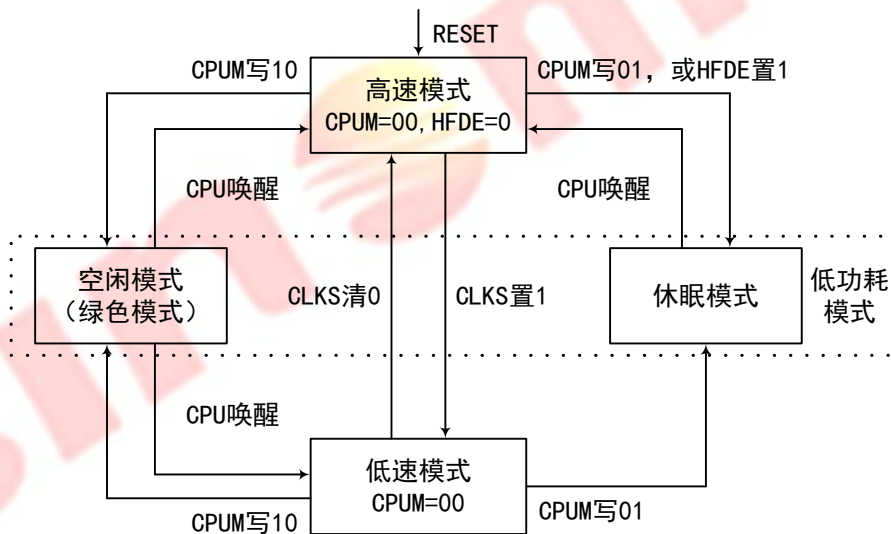 RESET
CPUM写10
CPUM写01，或HFDE置1
高速模式
CPUM=00,HFDE=0
CPU唤醒
CPU唤醒
空闲模式
（绿色模式）
CLKS清0
CLKS置1
休眠模式
低功耗
模式
CPU唤醒
低速模式
CPUM=00
CPUM写10
CPUM写01